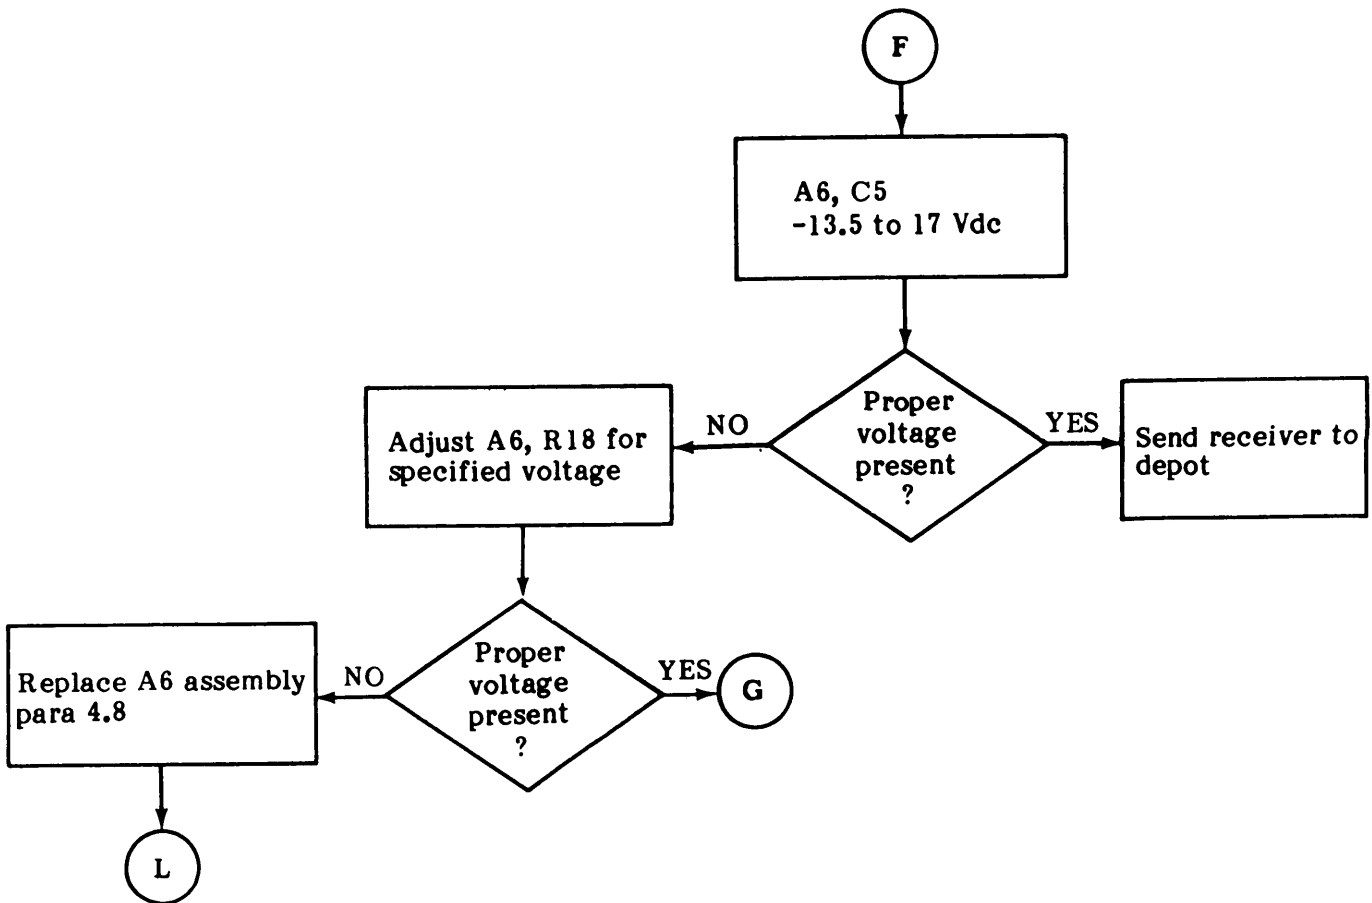 F
A6, C5
-13.5 to 17 Vdc
Proper
voltage
present
?
NO
YES
Adjust A6, R18 for
specified voltage
Send receiver to
depot
Proper
voltage
present
?
NO
YES
G
Replace A6 assembly
para 4.8
L